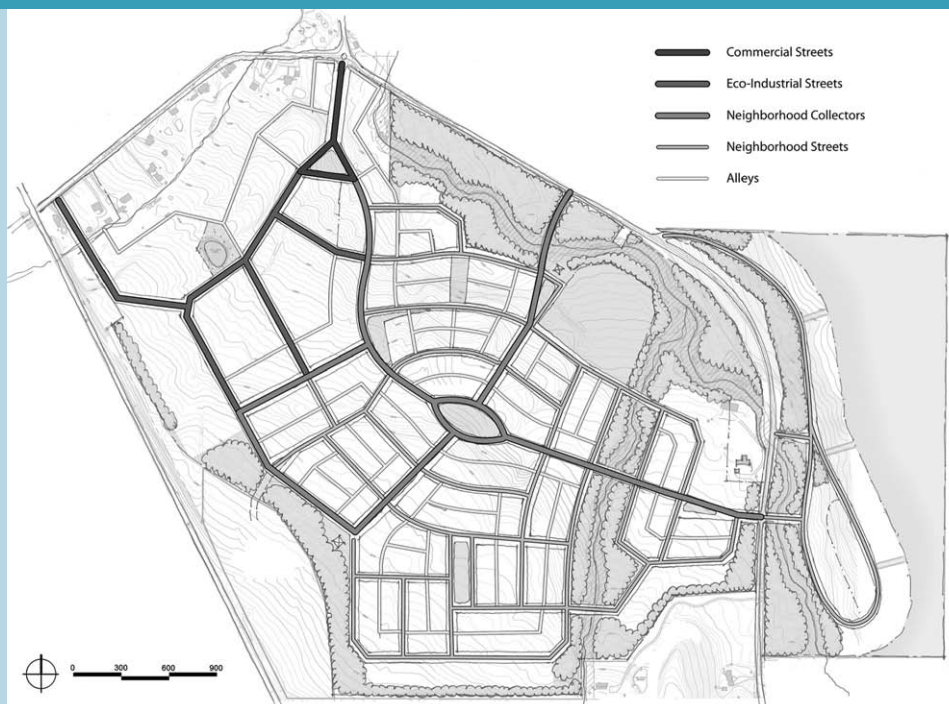 Commercial Streets
Eco-Industrial Streets
Neighborhood Collectors
Neighborhood Streets
Alleys
0 300 600 900